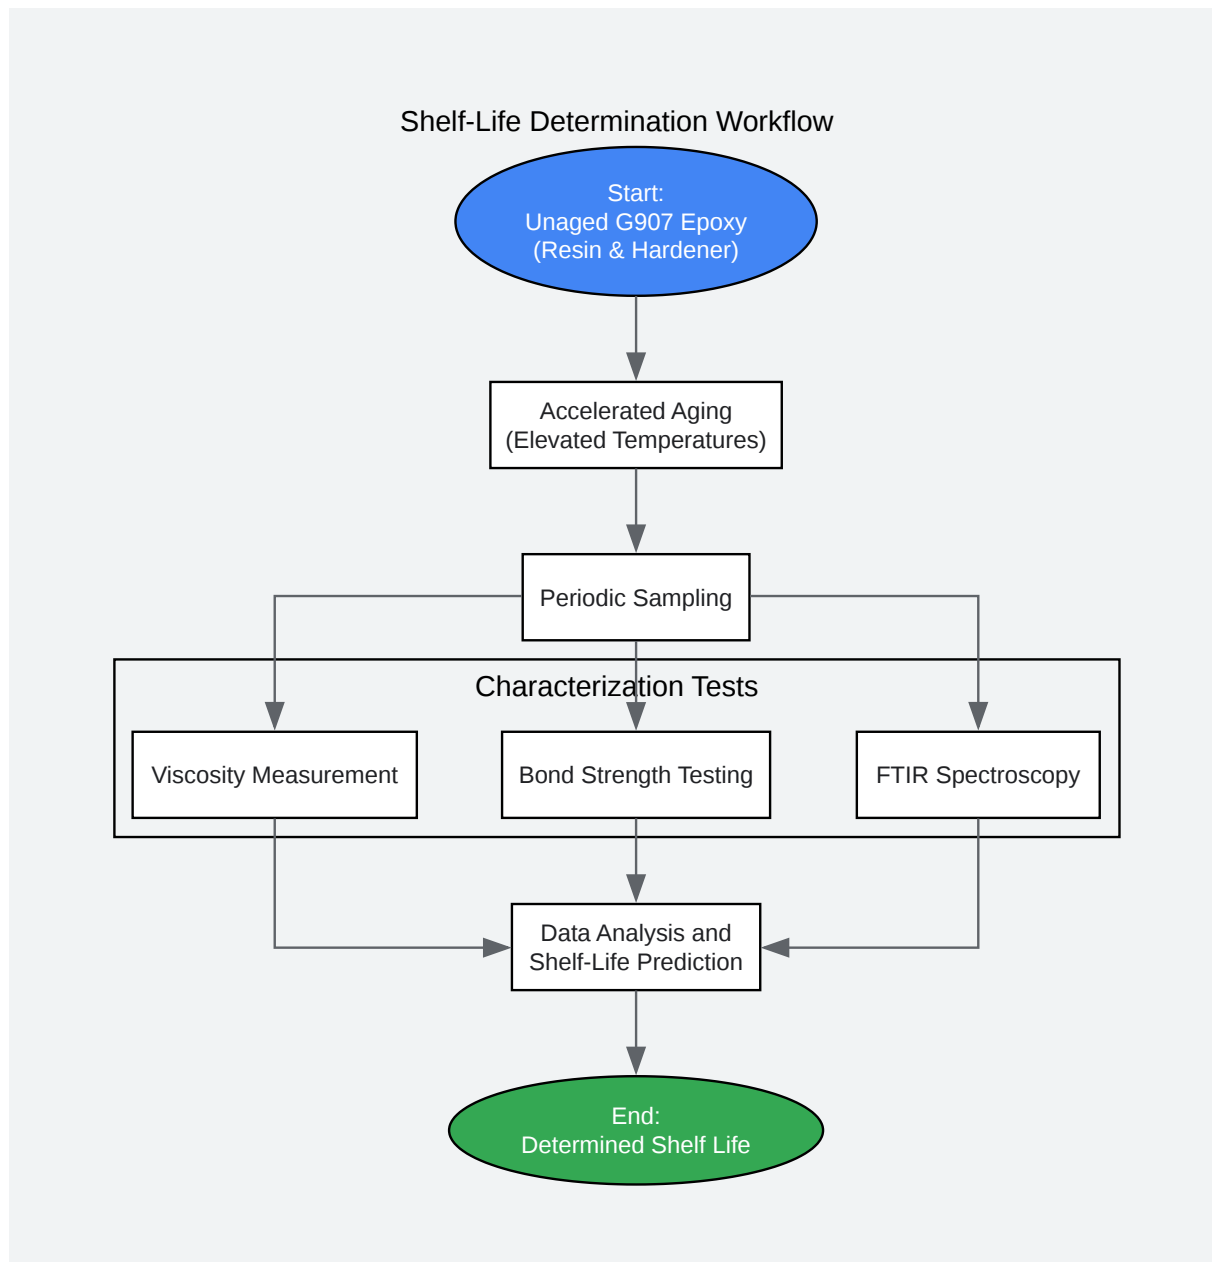 Shelf-Life Determination Workflow
Start:
Unaged G907 Epoxy
(Resin & Hardener)
Accelerated Aging
(Elevated Temperatures)
Periodic Sampling
Characterization Tests
Viscosity Measurement
Bond Strength Testing
FTIR Spectroscopy
Data Analysis and
Shelf-Life Prediction
End:
Determined Shelf Life